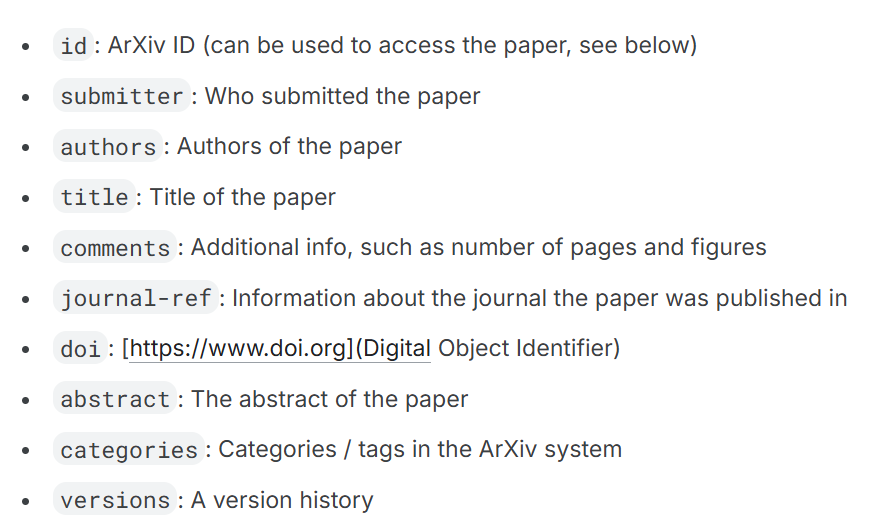 • id: ArXiv ID (can be used to access the paper, see below)
• submitter: Who submitted the paper
• authors: Authors of the paper
• title: Title of the paper
• comments: Additional info, such as number of pages and figures
• journal-ref: Information about the journal the paper was published in
• doi: [https://www.doi.org](Digital Object Identifier)
• abstract: The abstract of the paper
• categories: Categories / tags in the ArXiv system
• versions: A version history